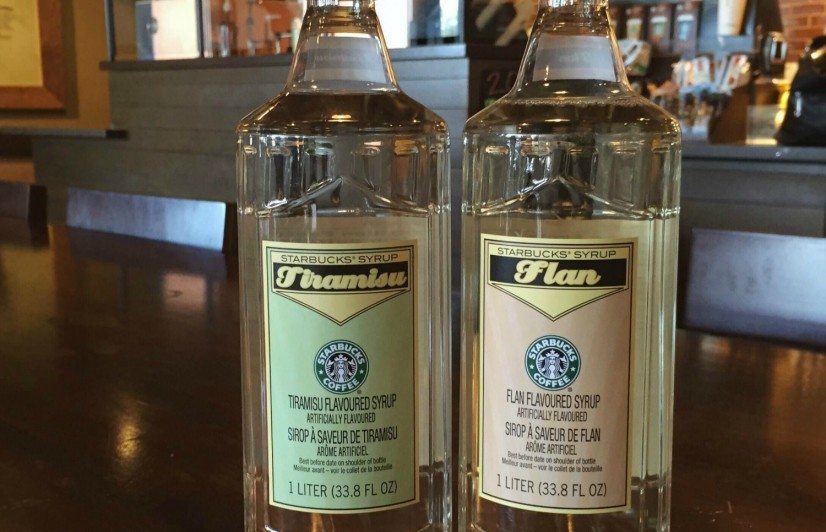 STARBUCKS® SYRUP
Tiramisu
STARBUCKS
COFFEE
TIRAMISU FLAVOURED SYRUP
ARTIFICIALLY FLAVOURED
SIROP À SAVEUR DE TIRAMISU
ARÔME ARTIFICIEL
Best before date on shoulder of bottle
Meilleur avant – voir le collet de la bouteille
1 LITER (33.8 FL OZ)
STARBUCKS® SYRUP
Flan
STARBUCKS
COFFEE
FLAN FLAVOURED SYRUP
ARTIFICIALLY FLAVOURED
SIROP À SAVEUR DE FLAN
ARÔME ARTIFICIEL
Best before date on shoulder of bottle
Meilleur avant – voir le collet de la bouteille
1 LITER (33.8 FL OZ)